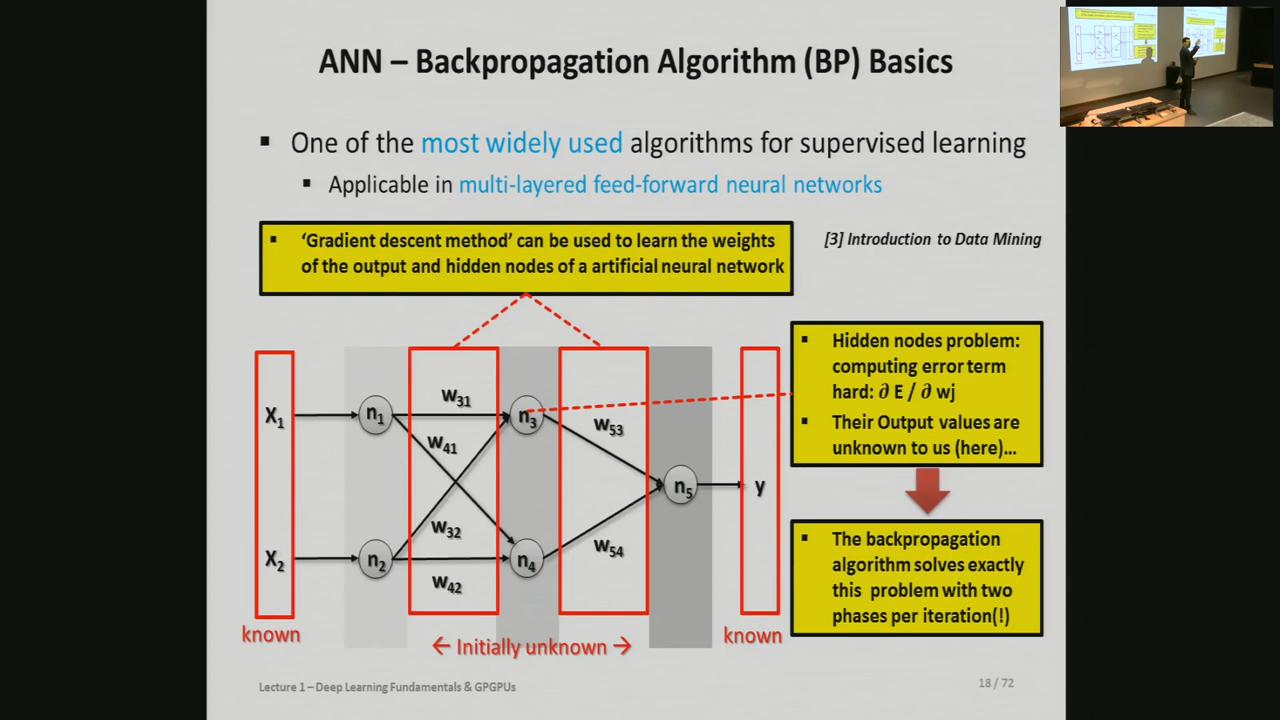 ANN – Backpropagation Algorithm (BP) Basics
▪ One of the most widely used algorithms for supervised learning
▪ Applicable in multi-layered feed-forward neural networks
▪ ‘Gradient descent method’ can be used to learn the weights
of the output and hidden nodes of a artificial neural network
[3] Introduction to Data Mining
▪ Hidden nodes problem:
computing error term
hard: ∂ E / ∂ wj
▪ Their Output values are
unknown to us (here)...
X₁
n₁
w₃₁
n₃
w₅₃
w₄₁
n₅
y
w₃₂
X₂
n₂
w₄₂
n₄
w₅₄
▪ The backpropagation
algorithm solves exactly
this problem with two
phases per iteration(!)
known
← Initially unknown →
known
Lecture 1 – Deep Learning Fundamentals & GPGPUs
18 / 72